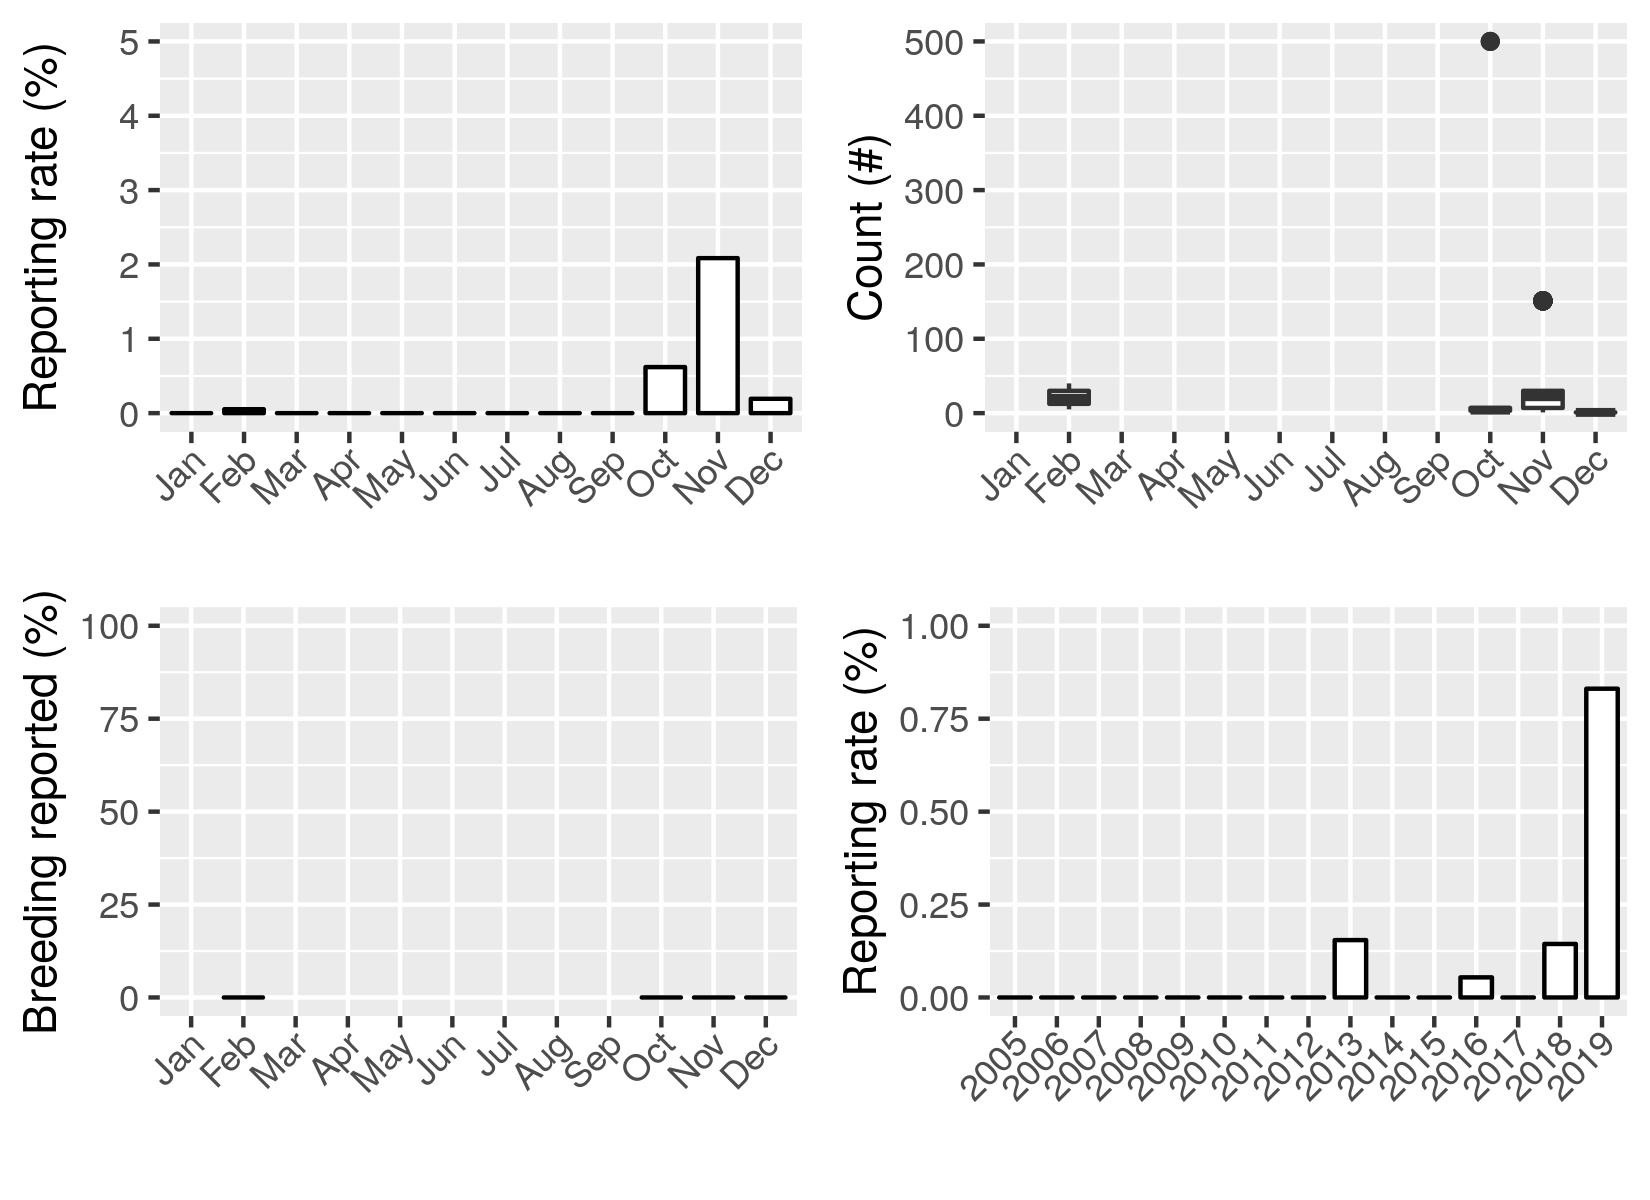 Reporting rate (%)
5
4
3
2
1
0
Jan Feb Mar Apr May Jun Jul Aug Sep Oct Nov Dec
Count (#)
500
400
300
200
100
0
Jan Feb Mar Apr May Jun Jul Aug Sep Oct Nov Dec
Breeding reported (%)
100
75
50
25
0
Jan Feb Mar Apr May Jun Jul Aug Sep Oct Nov Dec
Reporting rate (%)
1.00
0.75
0.50
0.25
0.00
2005 2006 2007 2008 2009 2010 2011 2012 2013 2014 2015 2016 2017 2018 2019